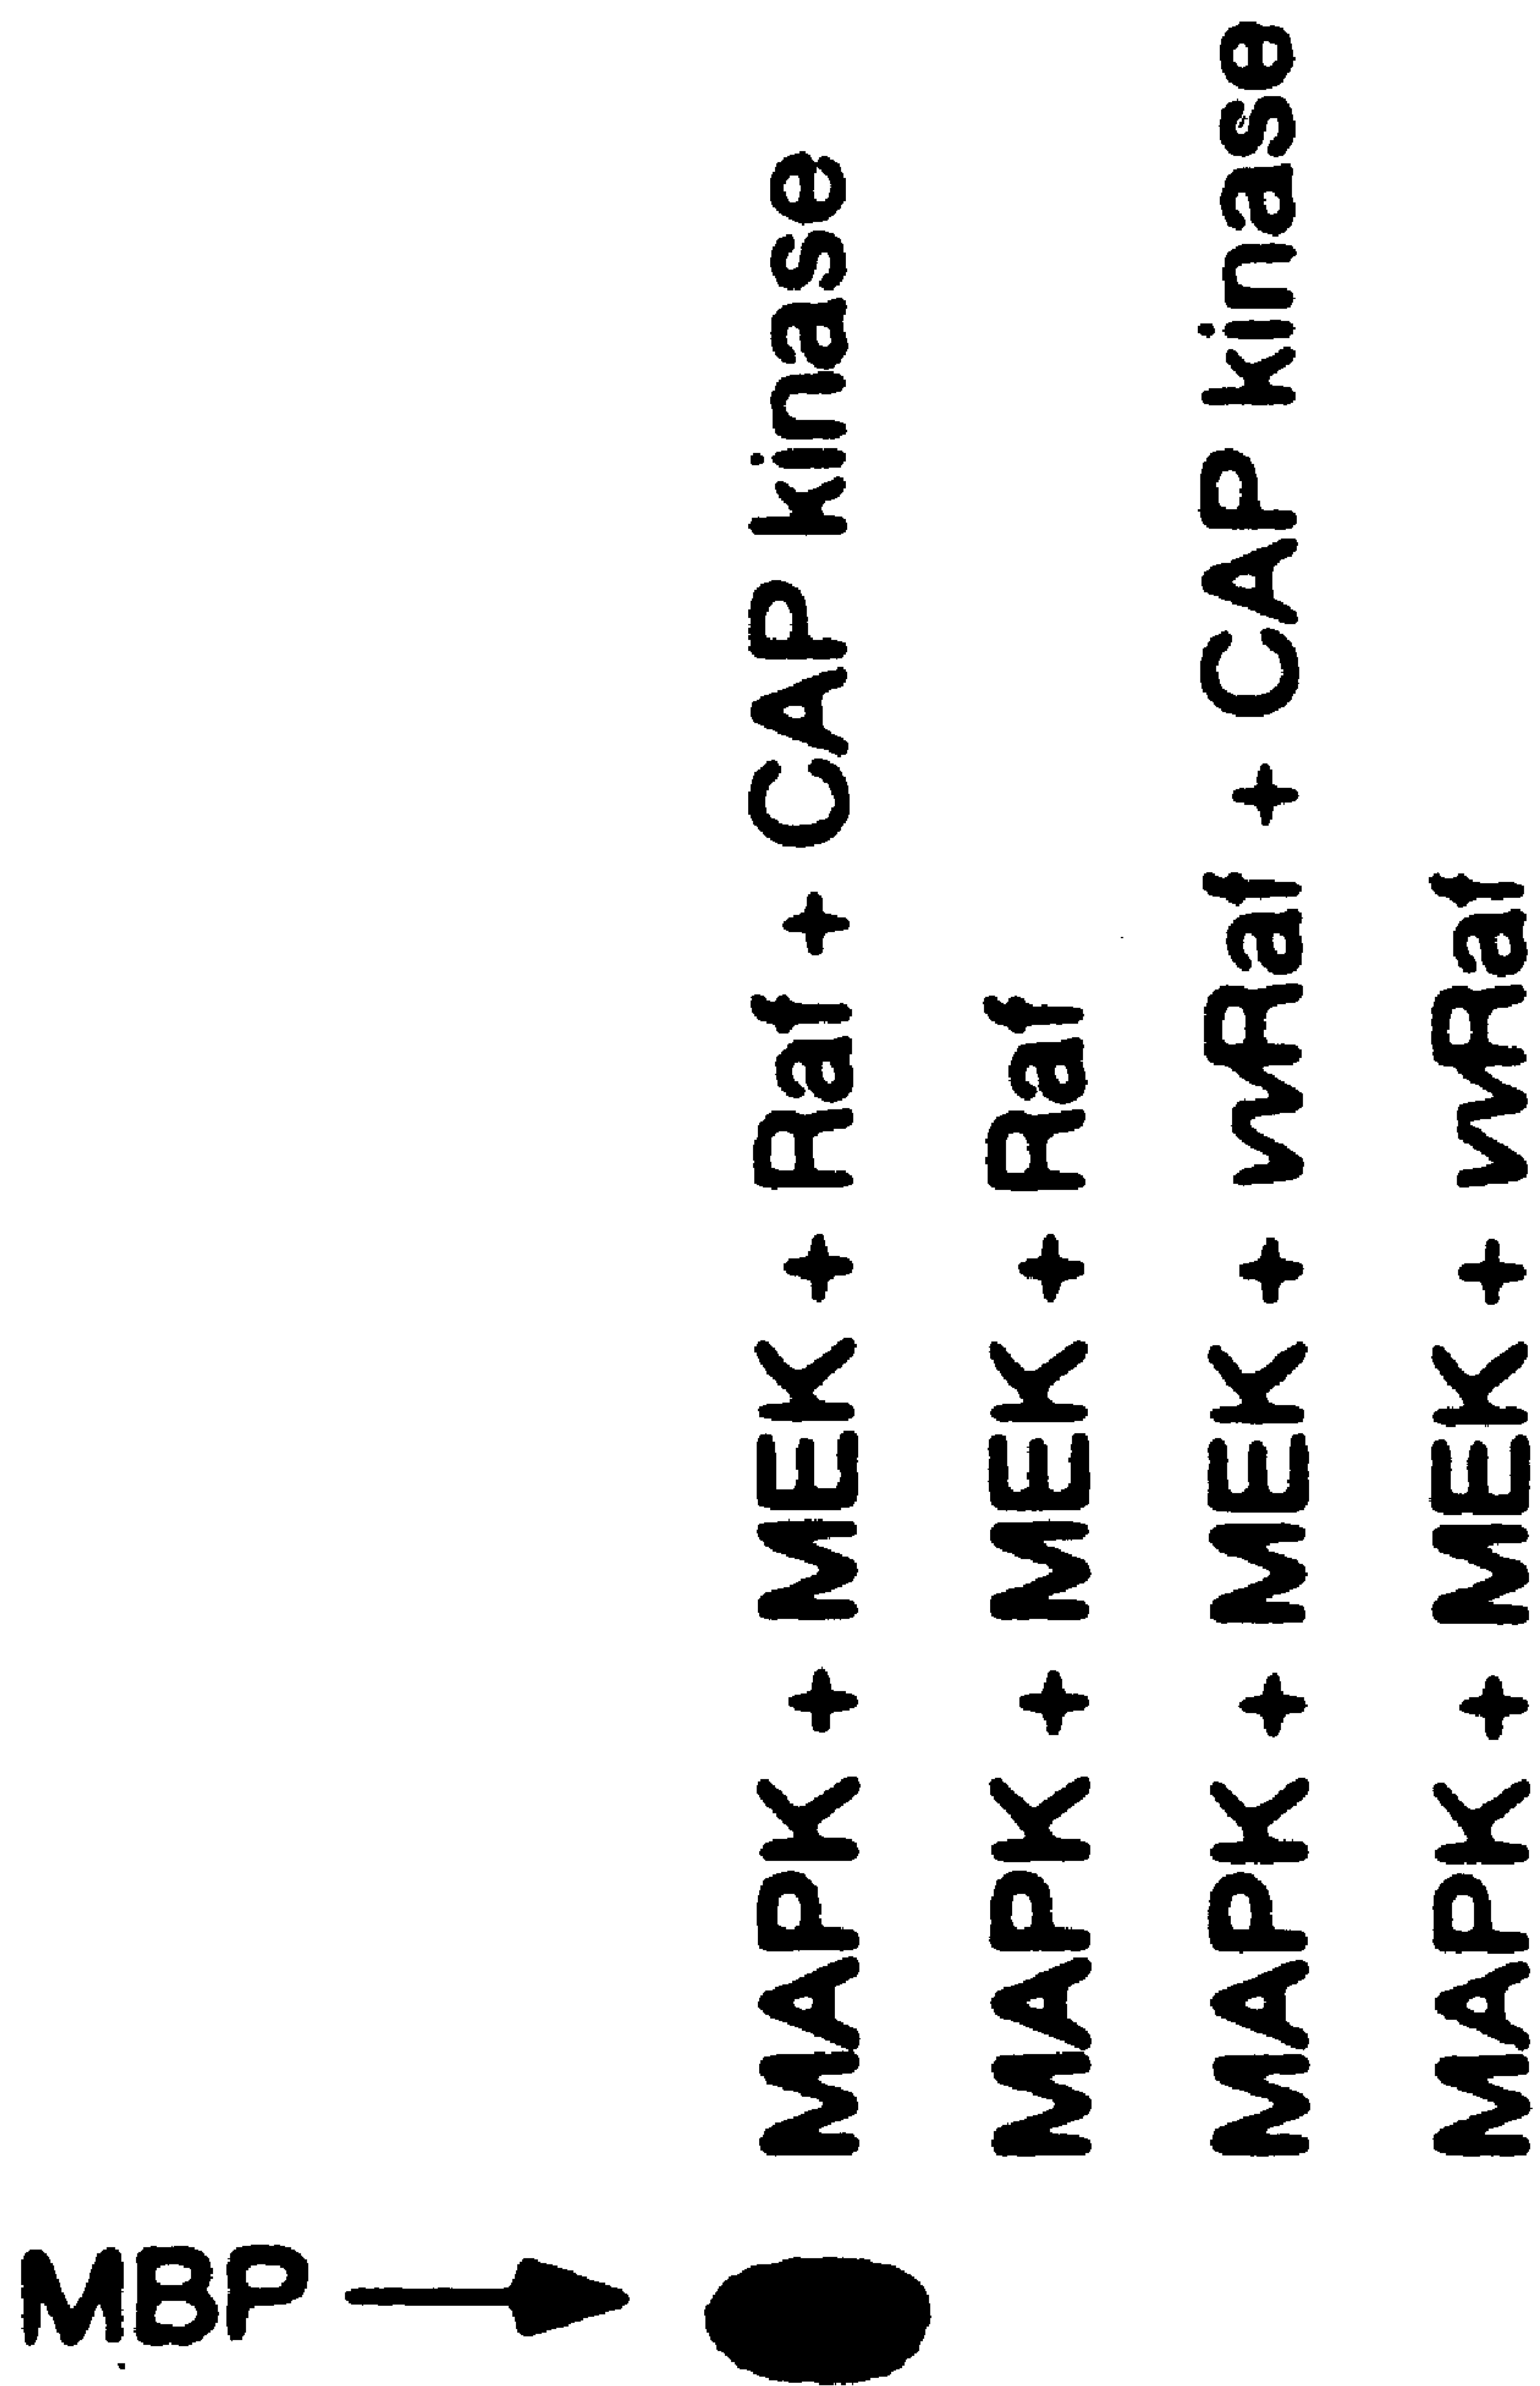 MAPK + MEK + Raf + CAP kinase
MAPK + MEK + Raf
MAPK + MEK + wRaf + CAP kinase
MAPK + MEK + wRaf
MBP